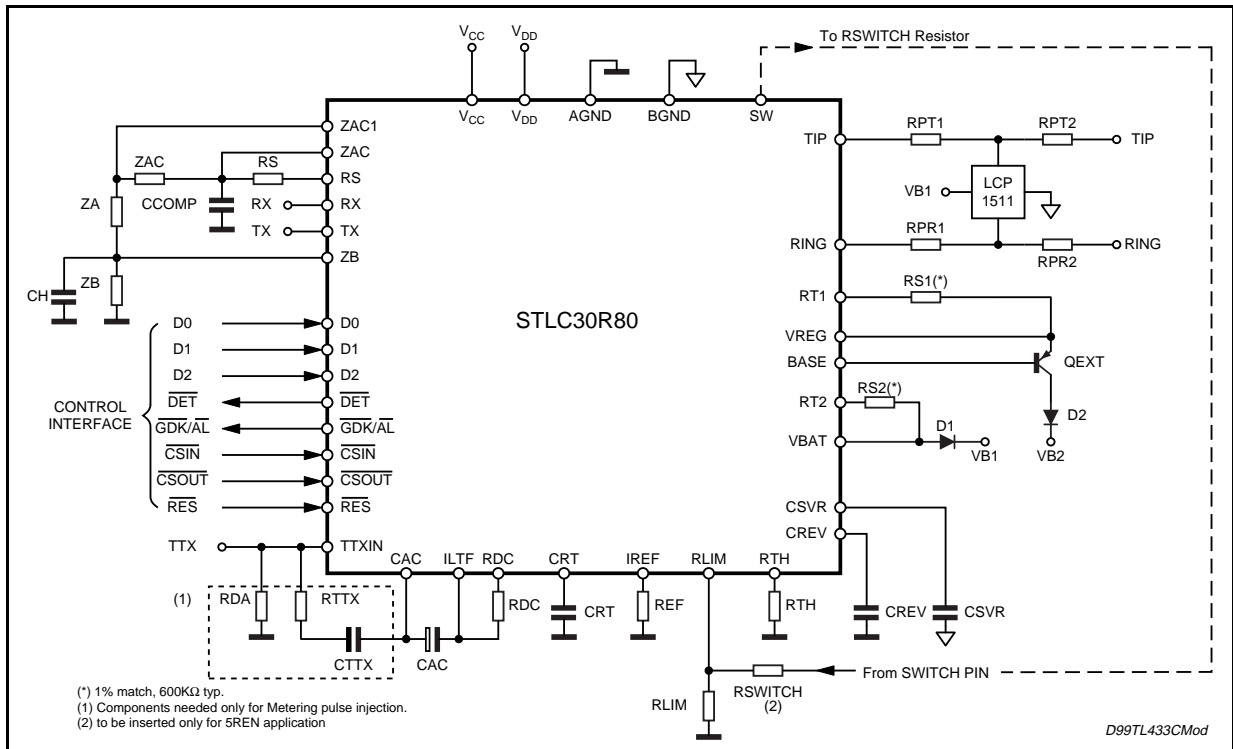 VCC
VDD
To RSWITCH Resistor
VCC
VDD
AGND
BGND
SW
ZAC1
ZAC
RS
RX
TX
ZB
ZAC
RS
ZA
CCOMP
RX
TX
CH
ZB
STLC30R80
TIP
RPT1
RPT2
TIP
VB1
LCP
1511
RING
RPR1
RPR2
RING
RT1
RS1(*)
VREG
BASE
QEXT
RT2
RS2(*)
D2
VBAT
D1
VB1
VB2
CSVR
CREV
CONTROL
INTERFACE
D0
D0
D1
D1
D2
D2
DET
DET
GDK/AL
GDK/AL
CSIN
CSIN
CSOUT
CSOUT
RES
RES
TTX
TTXIN
CAC
ILTF
RDC
CRT
IREF
RLIM
RTH
(1)
RDA
RTTX
RDC
CRT
REF
RTH
CREV
CSVR
CTTX
CAC
From SWITCH PIN
RLIM
RSWITCH
(2)
(*) 1% match, 600KΩ typ.
(1) Components needed only for Metering pulse injection.
(2) to be inserted only for 5REN application
D99TL433CMod